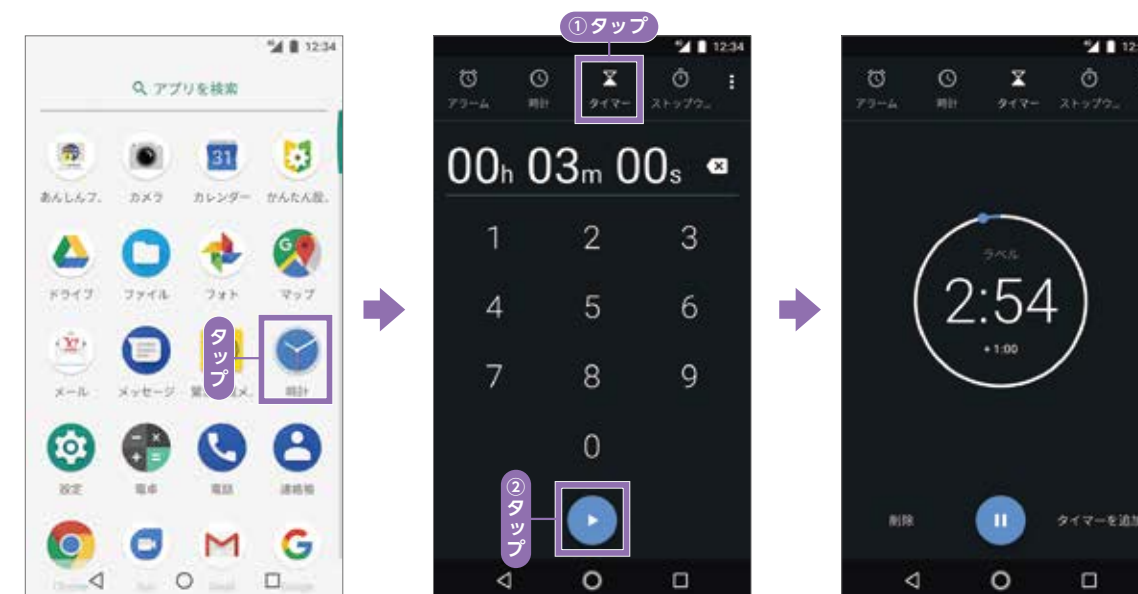 12:34
アプリを検索
31
あんしんフ.
カメラ
カレンダー
かんたん設.
ドライブ
ファイル
フォト
マップ
タップ
メール
メッセージ
時計
設定
電卓
電話
連絡帳
①タップ
12:34
アラーム
時計
タイマー
ストップウ...
00h 03m 00s
1 2 3
4 5 6
7 8 9
0
②タップ
アラーム
時計
タイマー
ストップウ...
ラベル
2:54
+ 1:00
削除
タイマーを追加